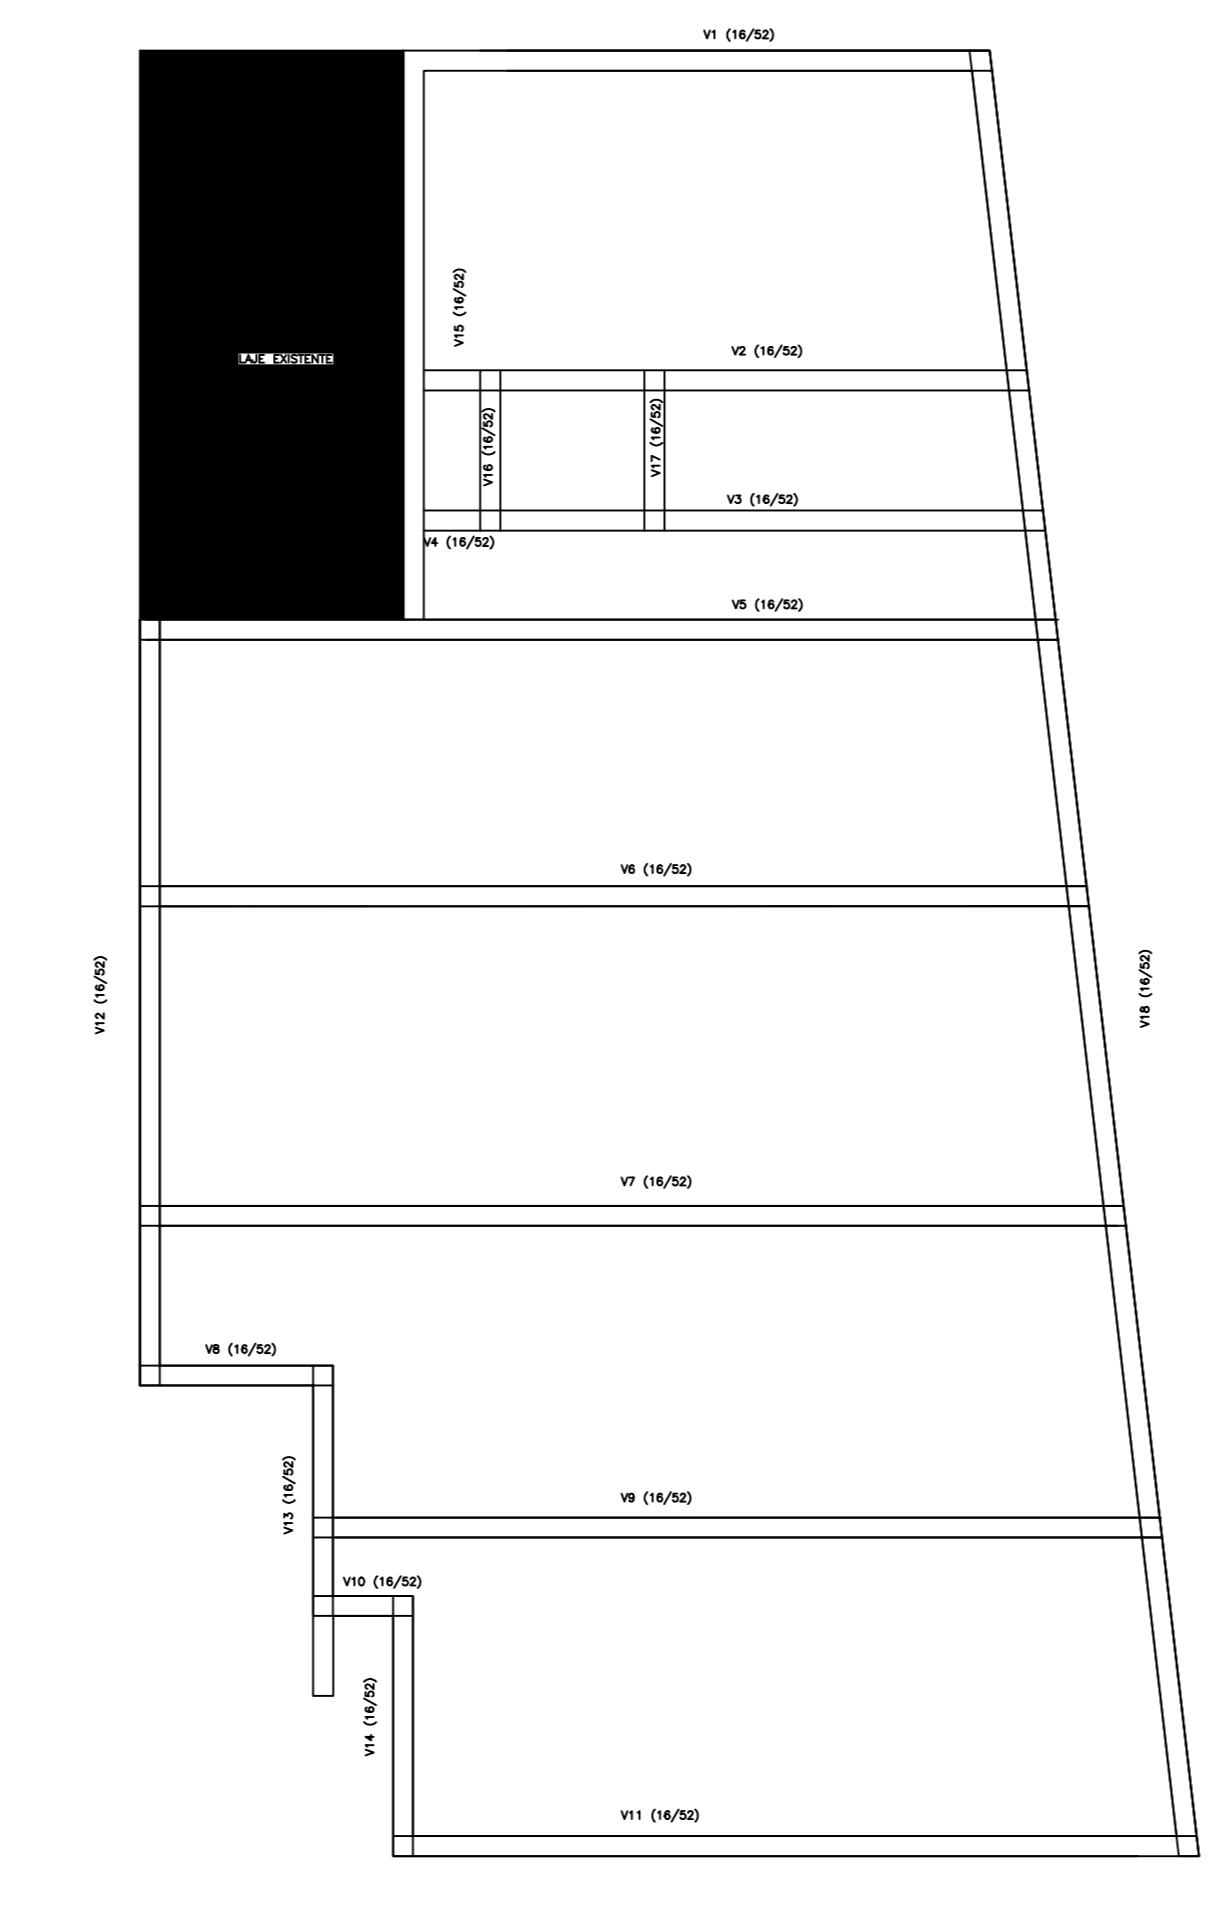 V1 (16/52)
V15 (16/52)
V2 (16/52)
LAJE EXISTENTE
V16 (16/52)
V17 (16/52)
V3 (16/52)
V4 (16/52)
V5 (16/52)
V6 (16/52)
V12 (16/52)
V18 (16/52)
V7 (16/52)
V8 (16/52)
V13 (16/52)
V9 (16/52)
V10 (16/52)
V14 (16/52)
V11 (16/52)